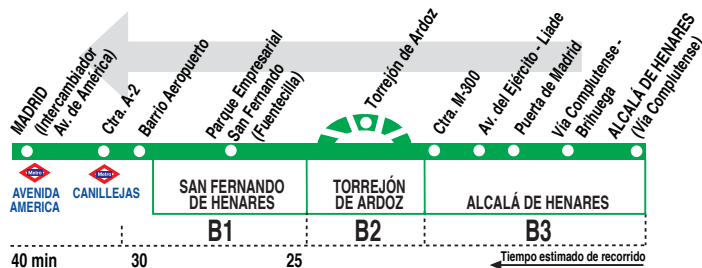 MADRID
(Intercambiador
Av. de América)
Ctra. A-2
Barrio Aeropuerto
Parque Empresarial
San Fernando
(Fuentecilla)
Torrejón de Ardoz
Ctra. M-300
Av. del Ejército - Liade
Puerta de Madrid
Vía Complutense -
Brihuega
ALCALÁ DE HENARES
(Vía Complutense)
Metro
AVENIDA
AMERICA
Metro
CANILLEJAS
SAN FERNANDO
DE HENARES
TORREJÓN
DE ARDOZ
ALCALÁ DE HENARES
B1
B2
B3
40 min
30
25
Tiempo estimado de recorrido